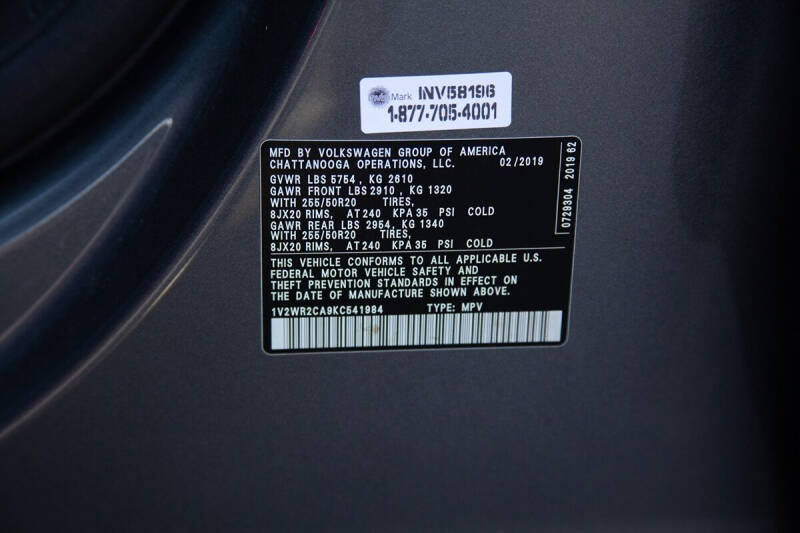 Mark INV58196
1-877-705-4001
MFD BY VOLKSWAGEN GROUP OF AMERICA
CHATTANOOGA OPERATIONS, LLC. 02/2019
GVWR LBS 5754 , KG 2610
GAWR FRONT LBS 2910 , KG 1320
WITH 255/50R20 TIRES,
8JX20 RIMS, AT 240 KPA 35 PSI COLD
GAWR REAR LBS 2954, KG 1340
WITH 255/50R20 TIRES,
8JX20 RIMS, AT 240 KPA 35 PSI COLD
THIS VEHICLE CONFORMS TO ALL APPLICABLE U.S.
FEDERAL MOTOR VEHICLE SAFETY AND
THEFT PREVENTION STANDARDS IN EFFECT ON
THE DATE OF MANUFACTURE SHOWN ABOVE.
1V2WR2CA9KC541984 TYPE: MPV
0729304 2019 62